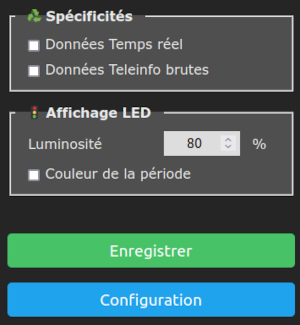 Spécificités
Données Temps réel
Données Teleinfo brutes
Affichage LED
Luminosité 80 %
Couleur de la période
Enregistrer
Configuration